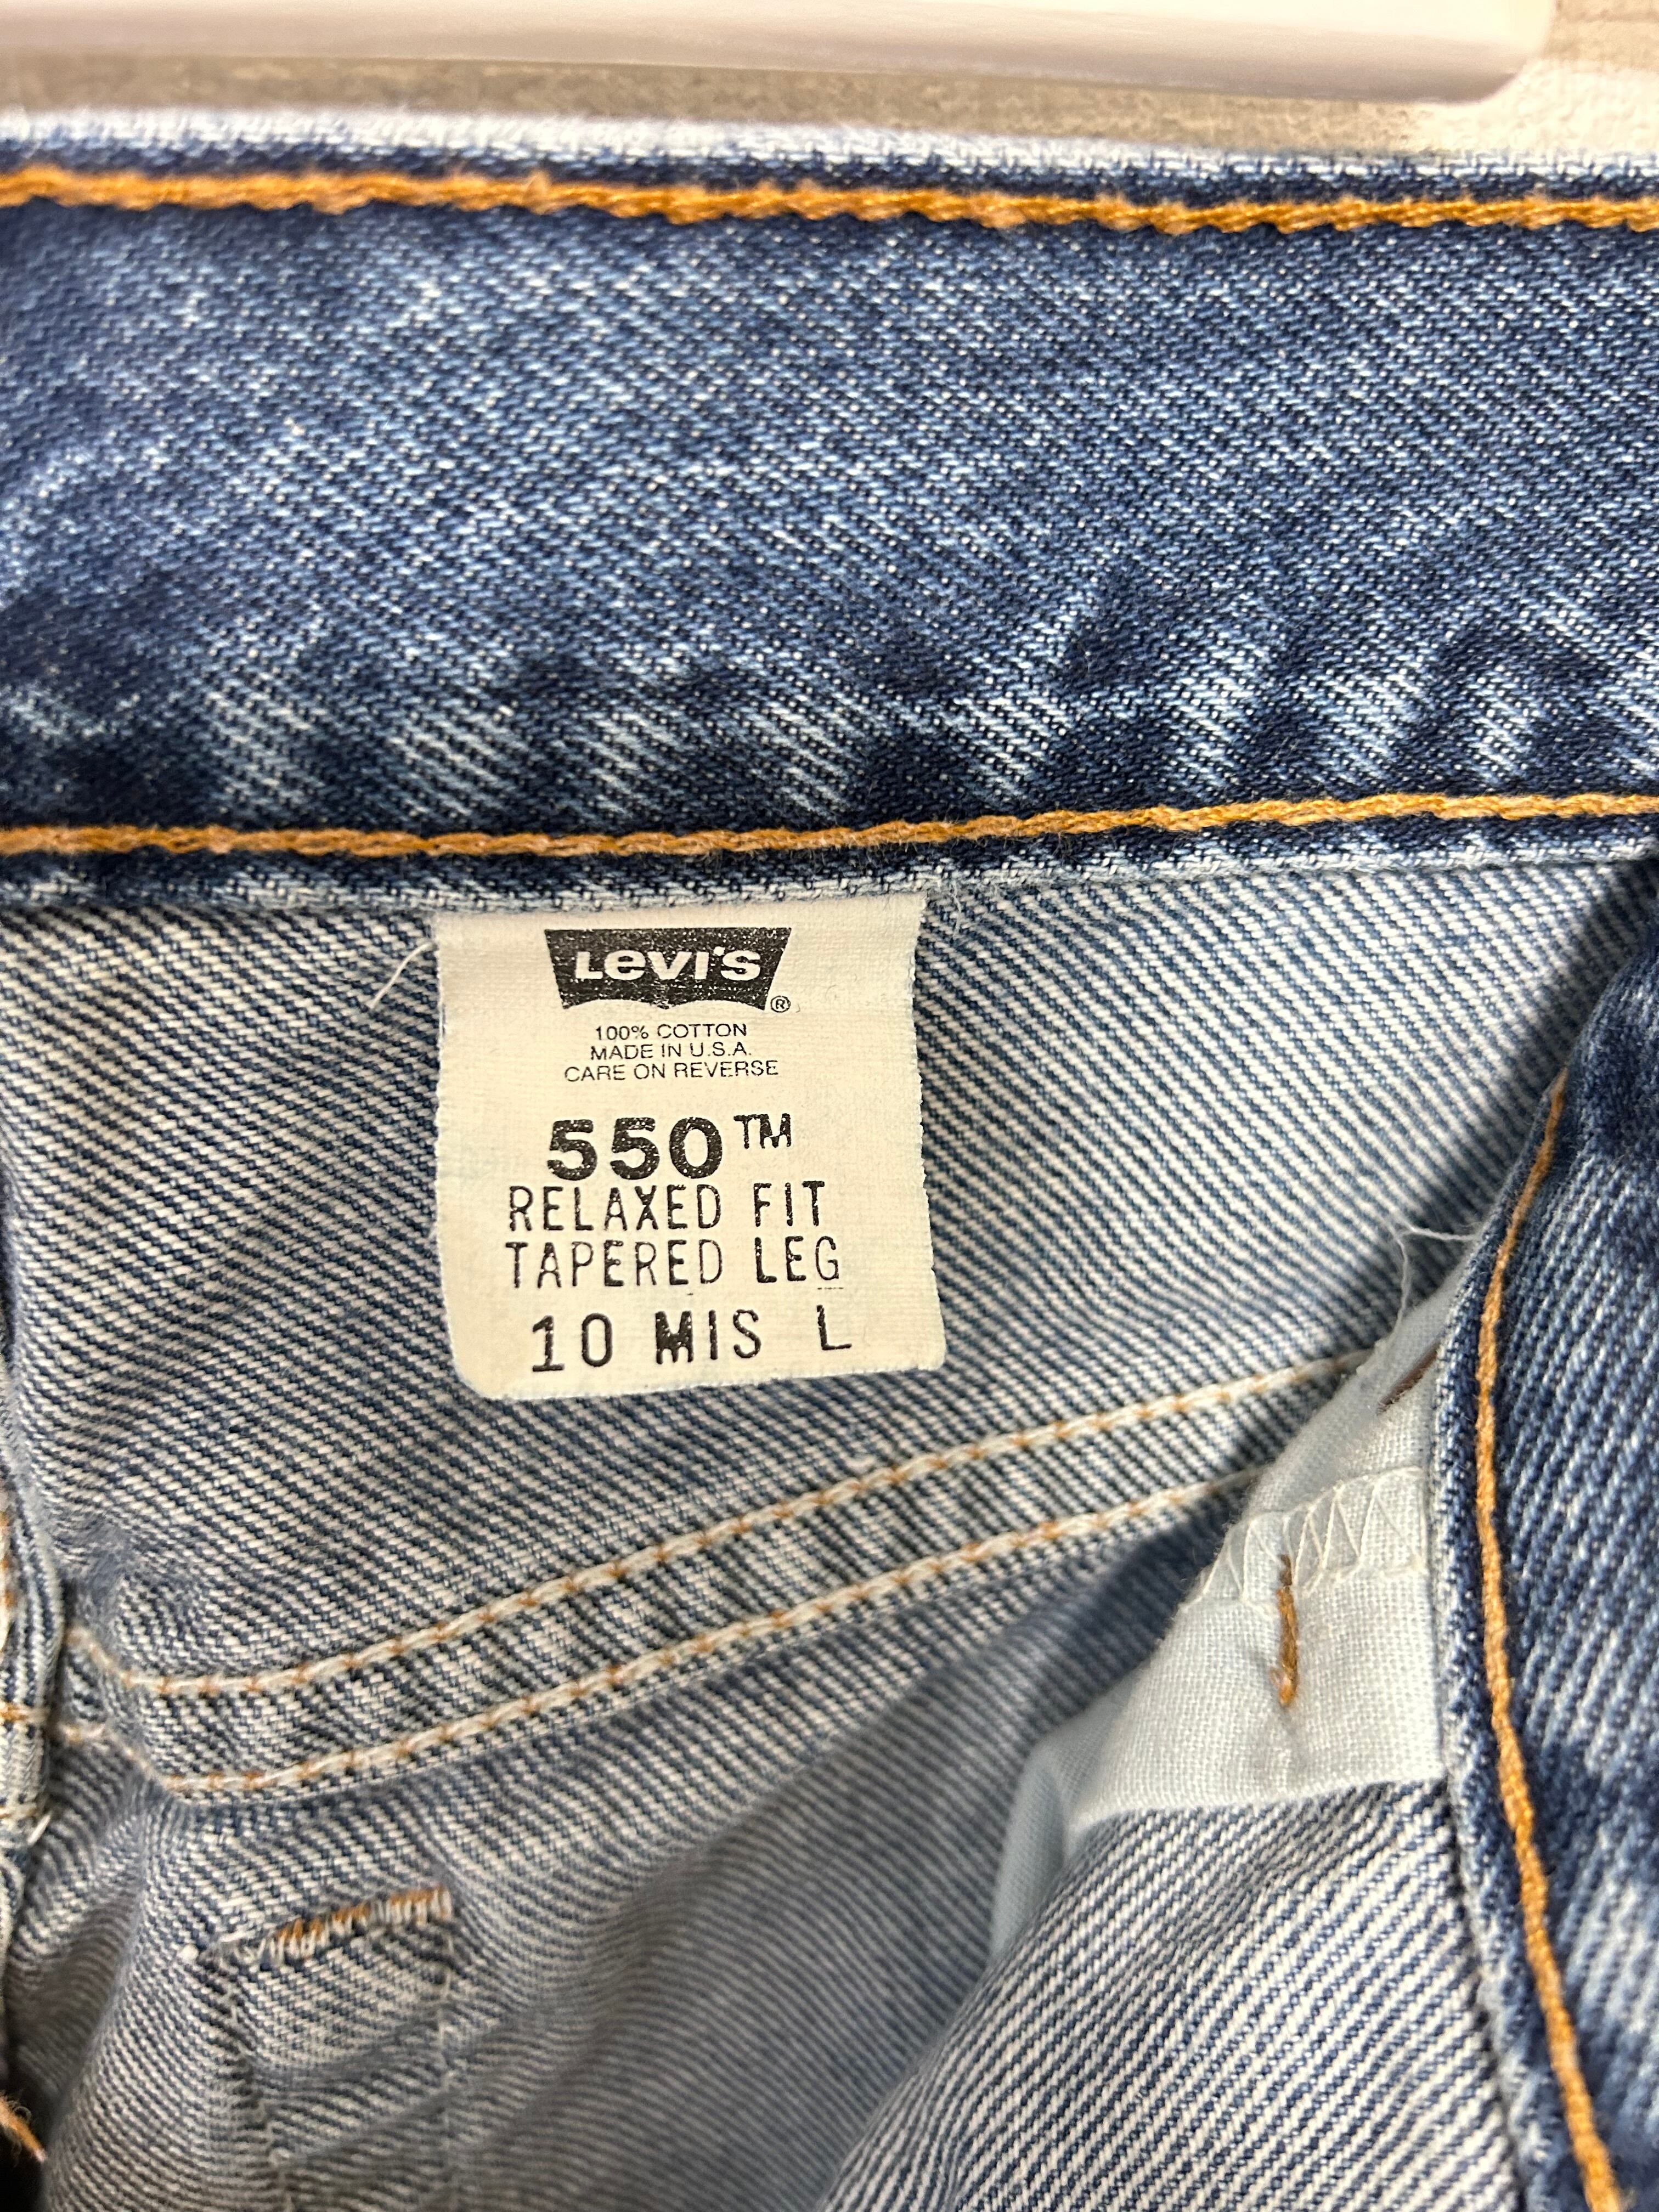 Levi's ®
100% COTTON
MADE IN U.S.A.
CARE ON REVERSE
550™
RELAXED FIT
TAPERED LEG
10 MIS L